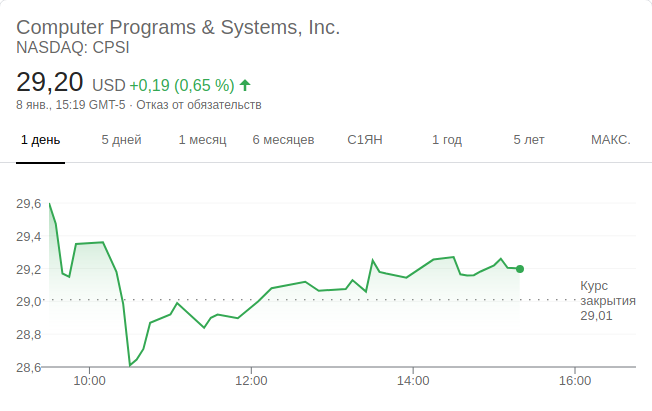 Computer Programs & Systems, Inc.
NASDAQ: CPSI
29,20 USD +0,19 (0,65 %)
8 янв., 15:19 GMT-5 · Отказ от обязательств
1 день 5 дней 1 месяц 6 месяцев С1ЯН 1 год 5 лет МАКС.
29,6
29,4
29,2
29,0
28,8
28,6
Курс
закрытия
29,01
10:00 12:00 14:00 16:00